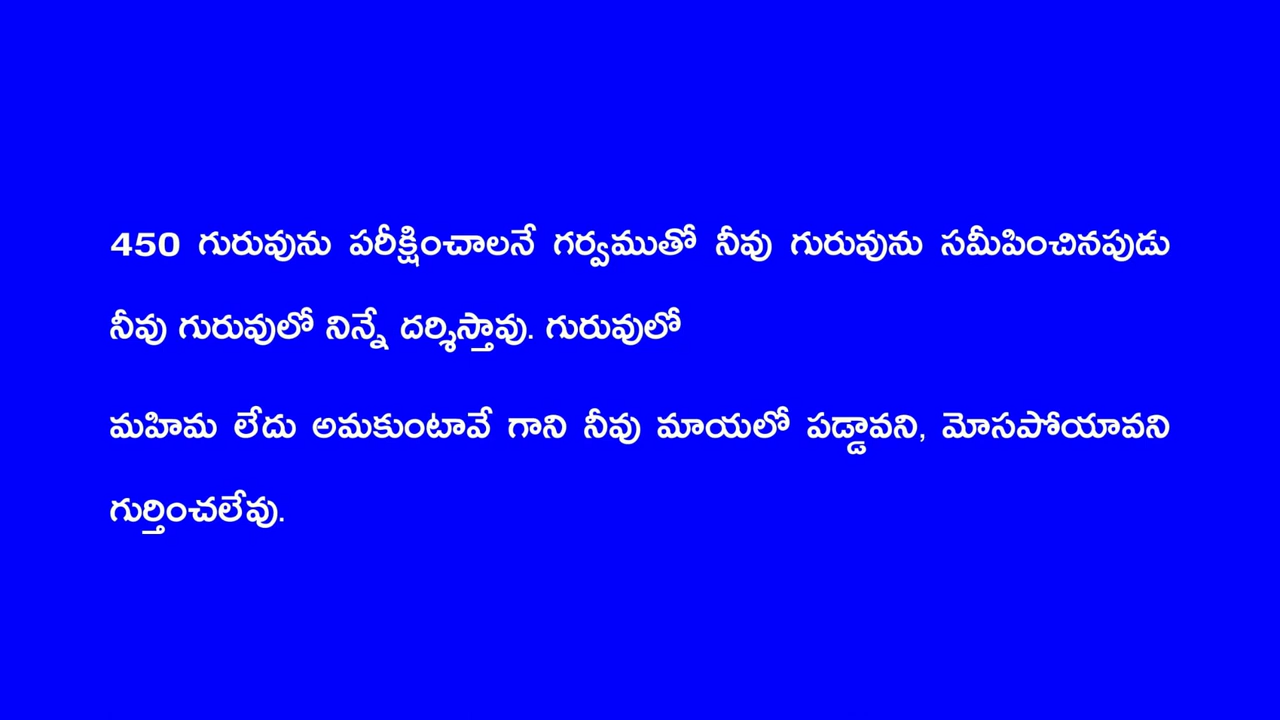 450 గురువును పరీక్షించాలనే గర్వముతో నీవు గురువును సమీపించినపుడు
నీవు గురువులో నిన్నే దర్శిస్తావు. గురువులో
మహిమ లేదు అమకుంటావే గాని నీవు మాయలో పడ్డావని, మోసపోయావని
గుర్తించలేవు.